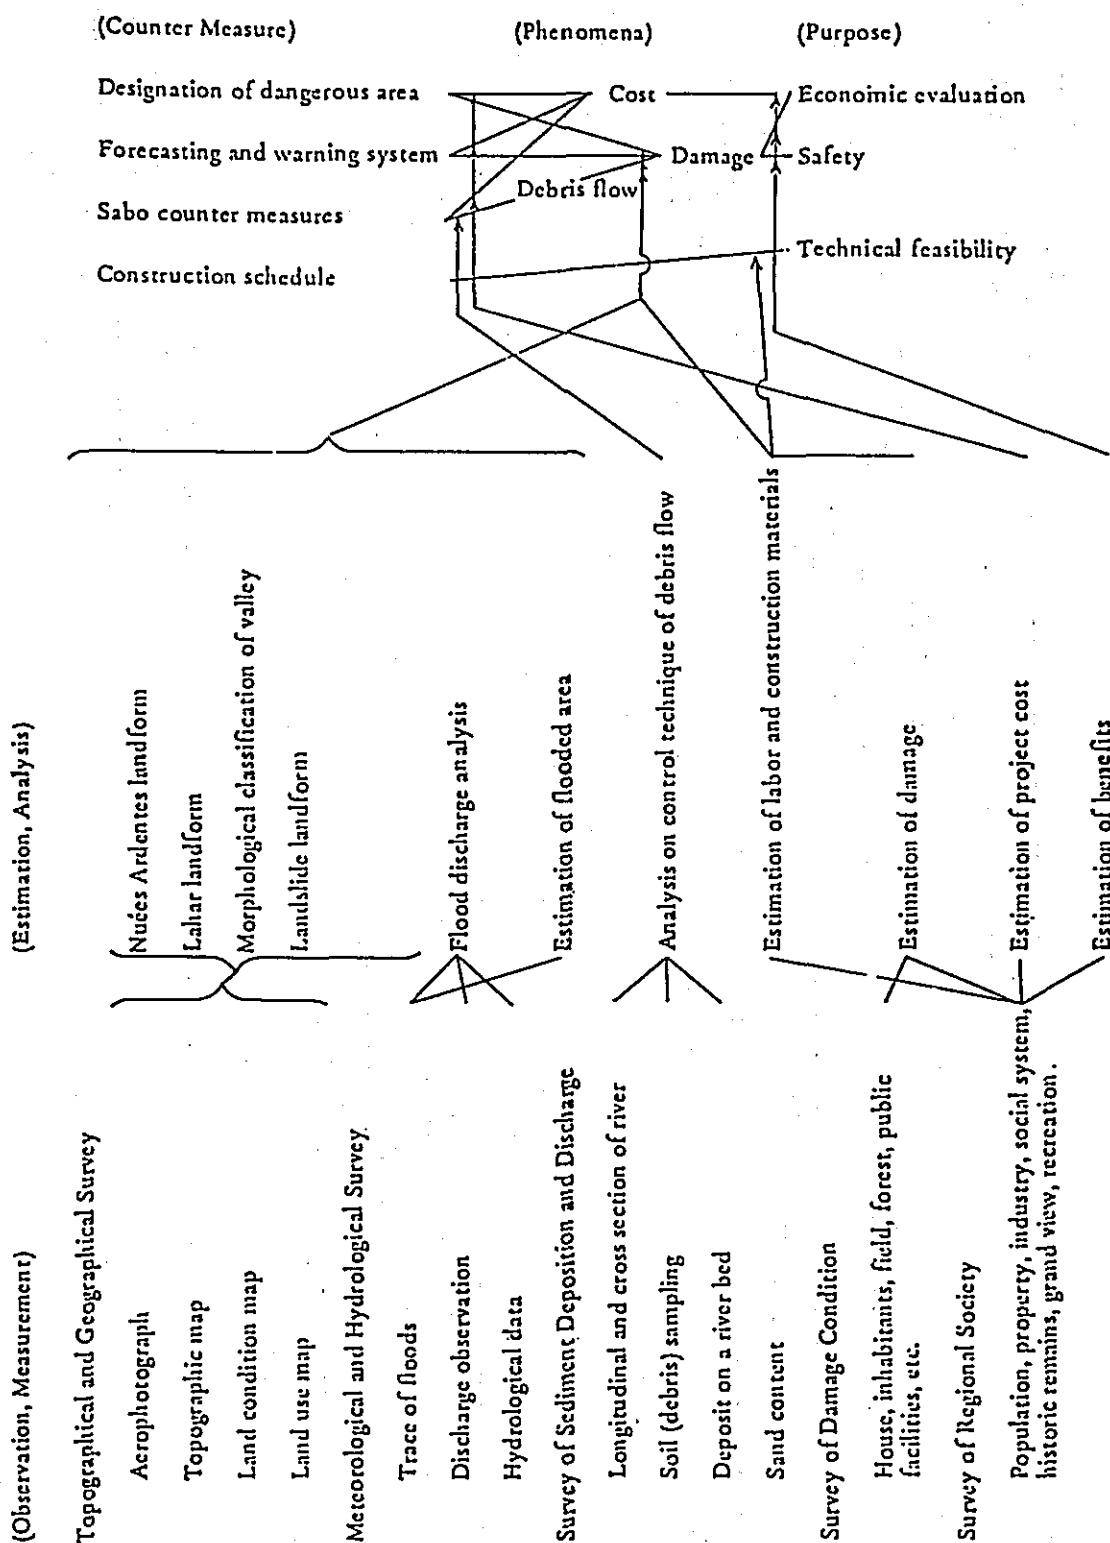 (Counter Measure)
(Phenomena)
(Purpose)
Designation of dangerous area
Cost
Econoinic evaluation
Forecasting and warning system
Damage
Safety
Debris flow
Sabo counter measures
Technical feasibility
Construction schedule
(Estimation, Analysis)
Nuées Ardentes landform
Lahar landform
Morphological classification of valley
Landslide landform
Flood discharge analysis
Estimation of flooded area
Analysis on control technique of debris flow
Estimation of labor and construction materials
Estimation of damage
Estimation of project cost
Estimation of benefits
(Observation, Measurement)
Topographical and Geographical Survey
Aerophotograph
Topographic map
Land condition map
Land use map
Meteorological and Hydrological Survey
Trace of floods
Discharge observation
Hydrological data
Survey of Sediment Deposition and Discharge
Longitudinal and cross section of river
Soil (debris) sampling
Deposit on a river bed
Sand content
Survey of Damage Condition
House, inhabitants, field, forest, public
facilities, etc.
Survey of Regional Society
Population, property, industry, social system,
historic remains, grand view, recreation.